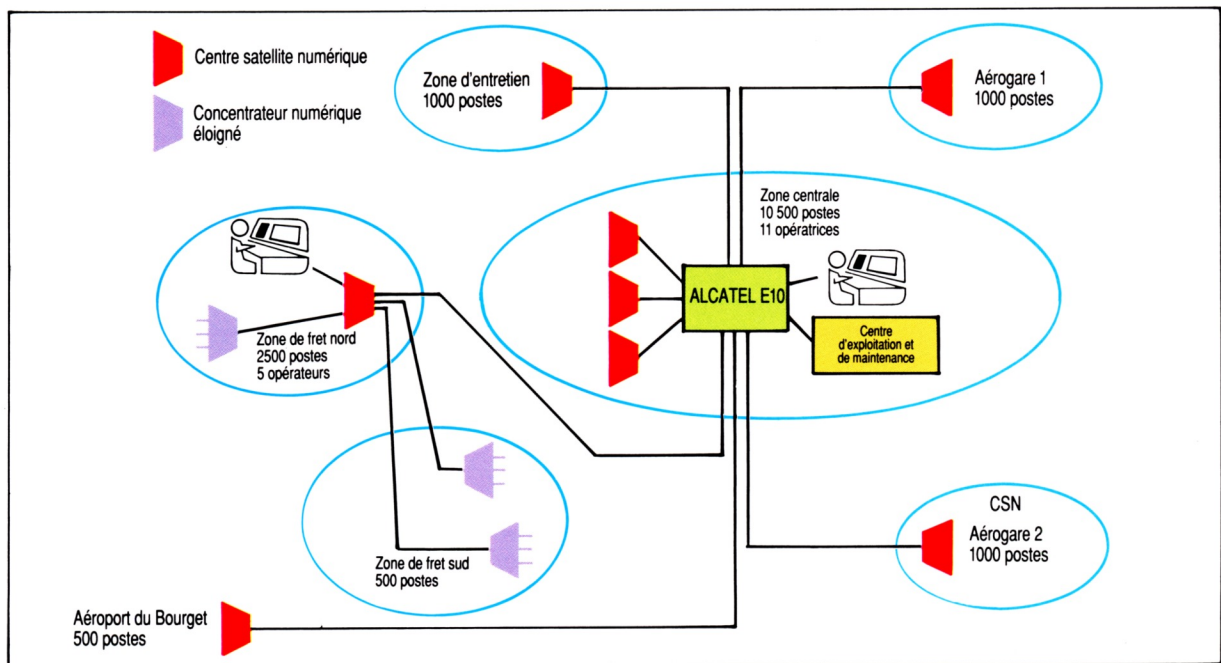 Centre satellite numérique
Concentrateur numérique
éloigné
Zone d'entretien
1000 postes
Aérogare 1
1000 postes
Zone centrale
10 500 postes
11 opératrices
ALCATEL E10
Centre
d'exploitation et
de maintenance
Zone de fret nord
2500 postes
5 opérateurs
Zone de fret sud
500 postes
CSN
Aérogare 2
1000 postes
Aéroport du Bourget
500 postes